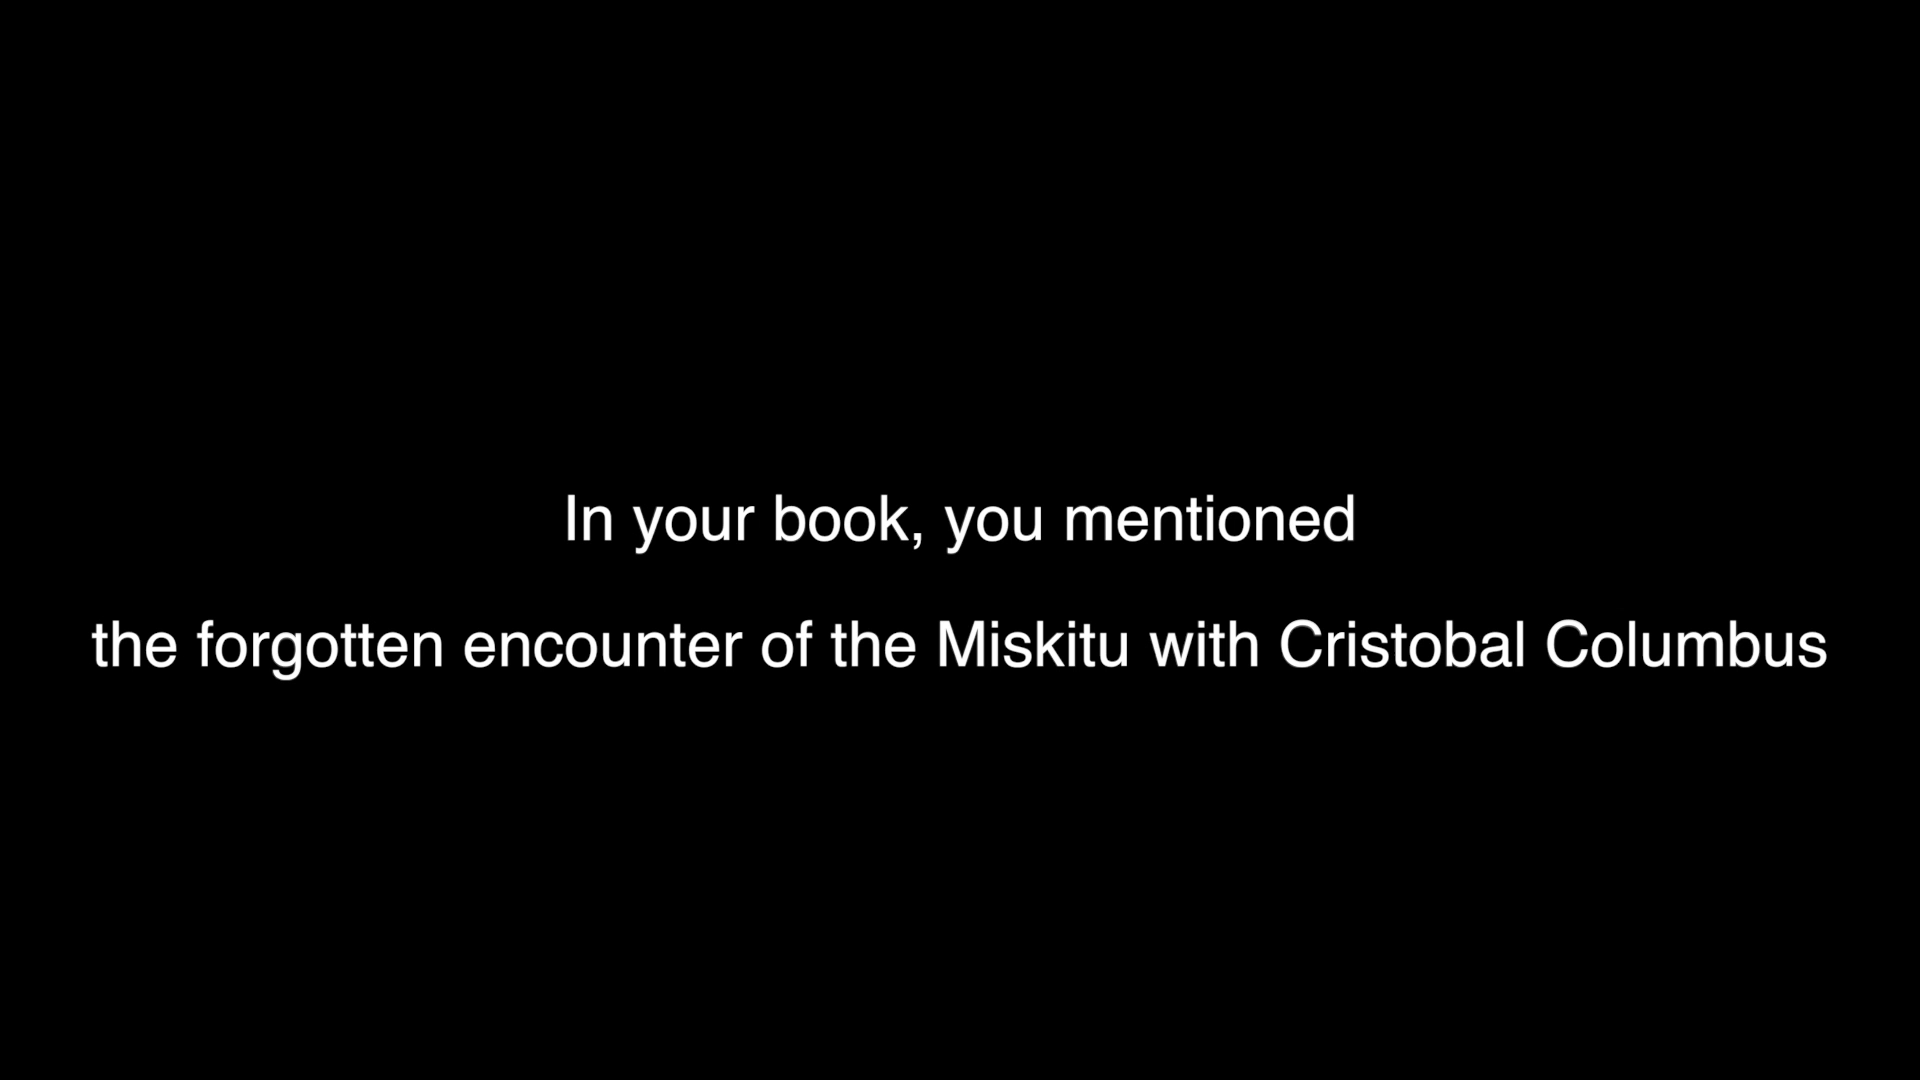 In your book, you mentioned
the forgotten encounter of the Miskitu with Cristobal Columbus